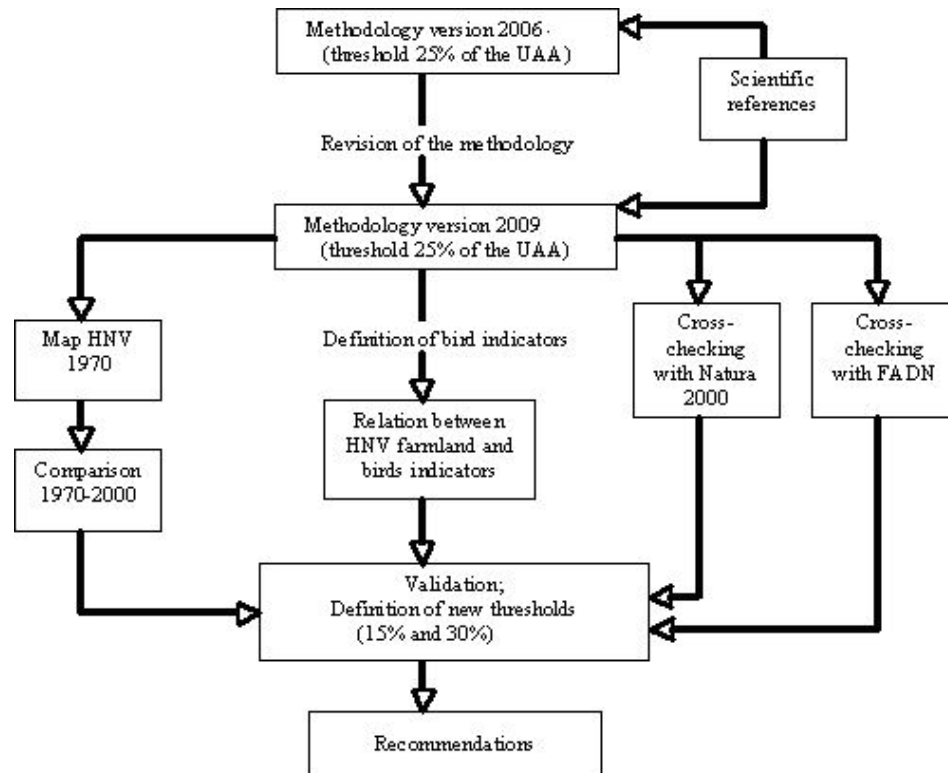 Methodology version 2006 -
(threshold 25% of the UAA)
Scientific
references
Revision of the methodology
Methodology version 2009
(threshold 25% of the UAA)
Map HNV
1970
Definition of bird indicators
Cross-
checking
with Natura
2000
Cross-
checking
with FADN
Relation between
HNV farmland and
birds indicators
Comparison
1970-2000
Validation;
Definition of new thresholds
(15% and 30%)
Recommendations